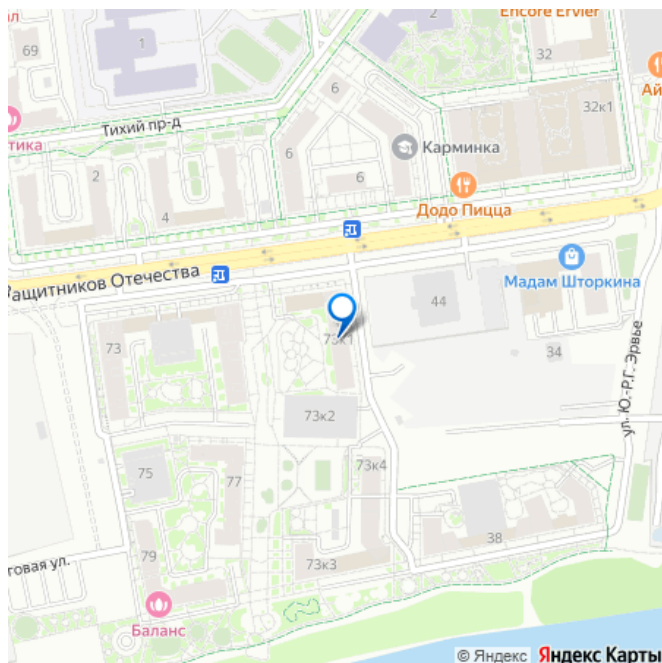 Encore Ervier
2
69
1
32
Ай
32к1
6
Тихий пр-д
тика
Карминка
6
2
6
4
Додо Пицца
Защитников Отечества
Мадам Шторкина
44
73
73к1
34
ул. Ю.-Р.Г. Эрвье
73к2
75
77
73к4
38
79
говая ул.
73к3
Баланс
© Яндекс Яндекс Карты